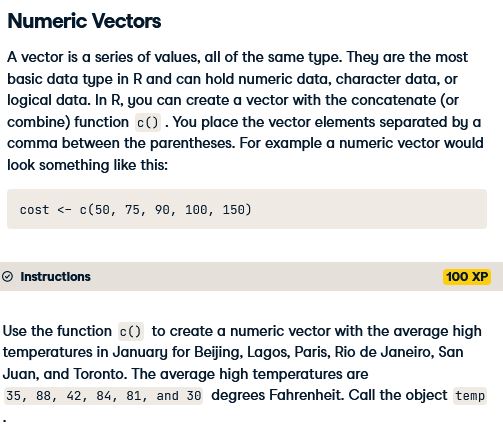 Numeric Vectors
A vector is a series of values, all of the same type. They are the most
basic data type in R and can hold numeric data, character data, or
logical data. In R, you can create a vector with the concatenate (or
combine) function c() . You place the vector elements separated by a
comma between the parentheses. For example a numeric vector would
look something like this:
cost <- c(50, 75, 90, 100, 150)
Instructions 100 XP
Use the function c() to create a numeric vector with the average high
temperatures in January for Beijing, Lagos, Paris, Rio de Janeiro, San
Juan, and Toronto. The average high temperatures are
35, 88, 42, 84, 81, and 30 degrees Fahrenheit. Call the object temp
.